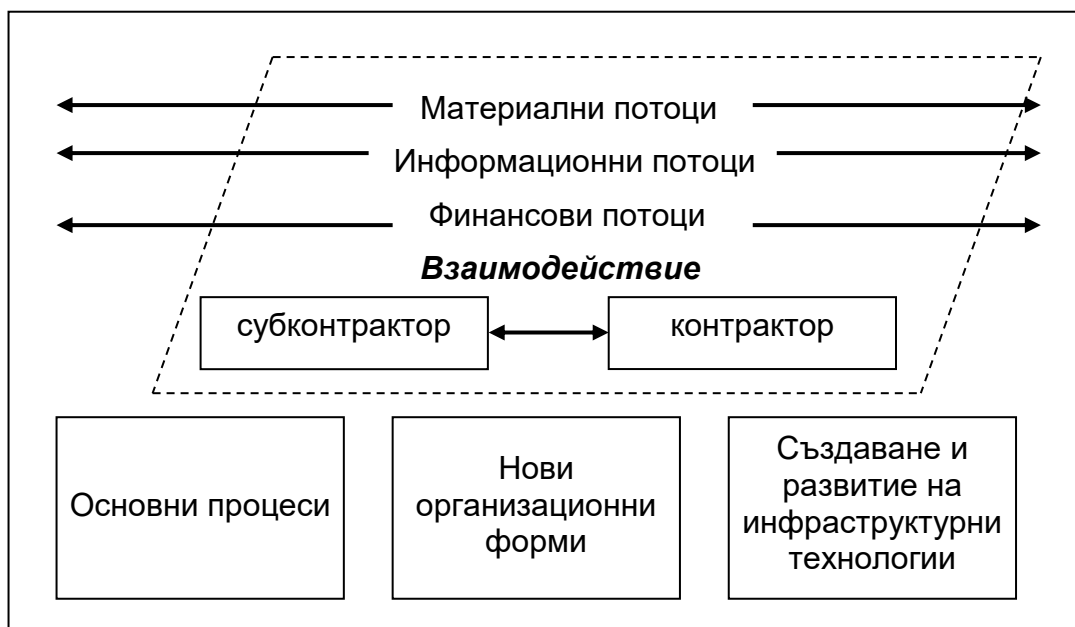 Материални потоци
Информационни потоци
Финансови потоци
Взаимодействие
субконтрактор
контрактор
Основни процеси
Нови
организационни
форми
Създаване и
развитие на
инфраструктурни
технологии